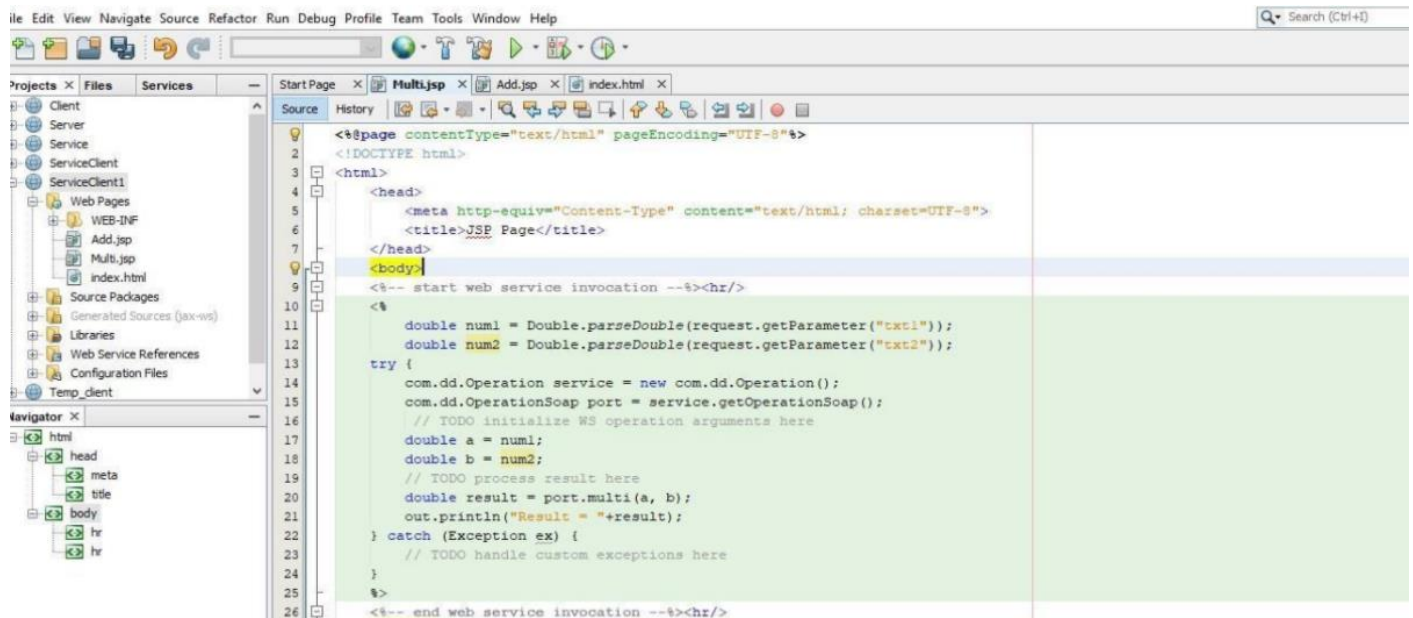 ile Edit View Navigate Source Refactor Run Debug Profile Team Tools Window Help
Search (Ctrl+I)
Projects Files Services
Client
Server
Service
ServiceClient
ServiceClient1
Web Pages
WEB-INF
Add.jsp
Multi.jsp
index.html
Source Packages
Generated Sources (jax-ws)
Libraries
Web Service References
Configuration Files
Temp_client
Navigator
html
head
meta
title
body
hr
hr
Start Page Multi.jsp Add.jsp index.html
Source History
<%@page contentType="text/html" pageEncoding="UTF-8"%>
2 <!DOCTYPE html>
3 <html>
4 <head>
5 <meta http-equiv="Content-Type" content="text/html; charset=UTF-8">
6 <title>JSP Page</title>
7 </head>
<body>
9 <%-- start web service invocation --%><hr/>
10 <%
11 double num1 = Double.parseDouble(request.getParameter("txt1"));
12 double num2 = Double.parseDouble(request.getParameter("txt2"));
13 try {
14 com.dd.Operation service = new com.dd.Operation();
15 com.dd.OperationSoap port = service.getOperationSoap();
16 // TODO initialize WS operation arguments here
17 double a = num1;
18 double b = num2;
19 // TODO process result here
20 double result = port.multi(a, b);
21 out.println("Result = "+result);
22 } catch (Exception ex) {
23 // TODO handle custom exceptions here
24 }
25 %>
26 <%-- end web service invocation --%><hr/>